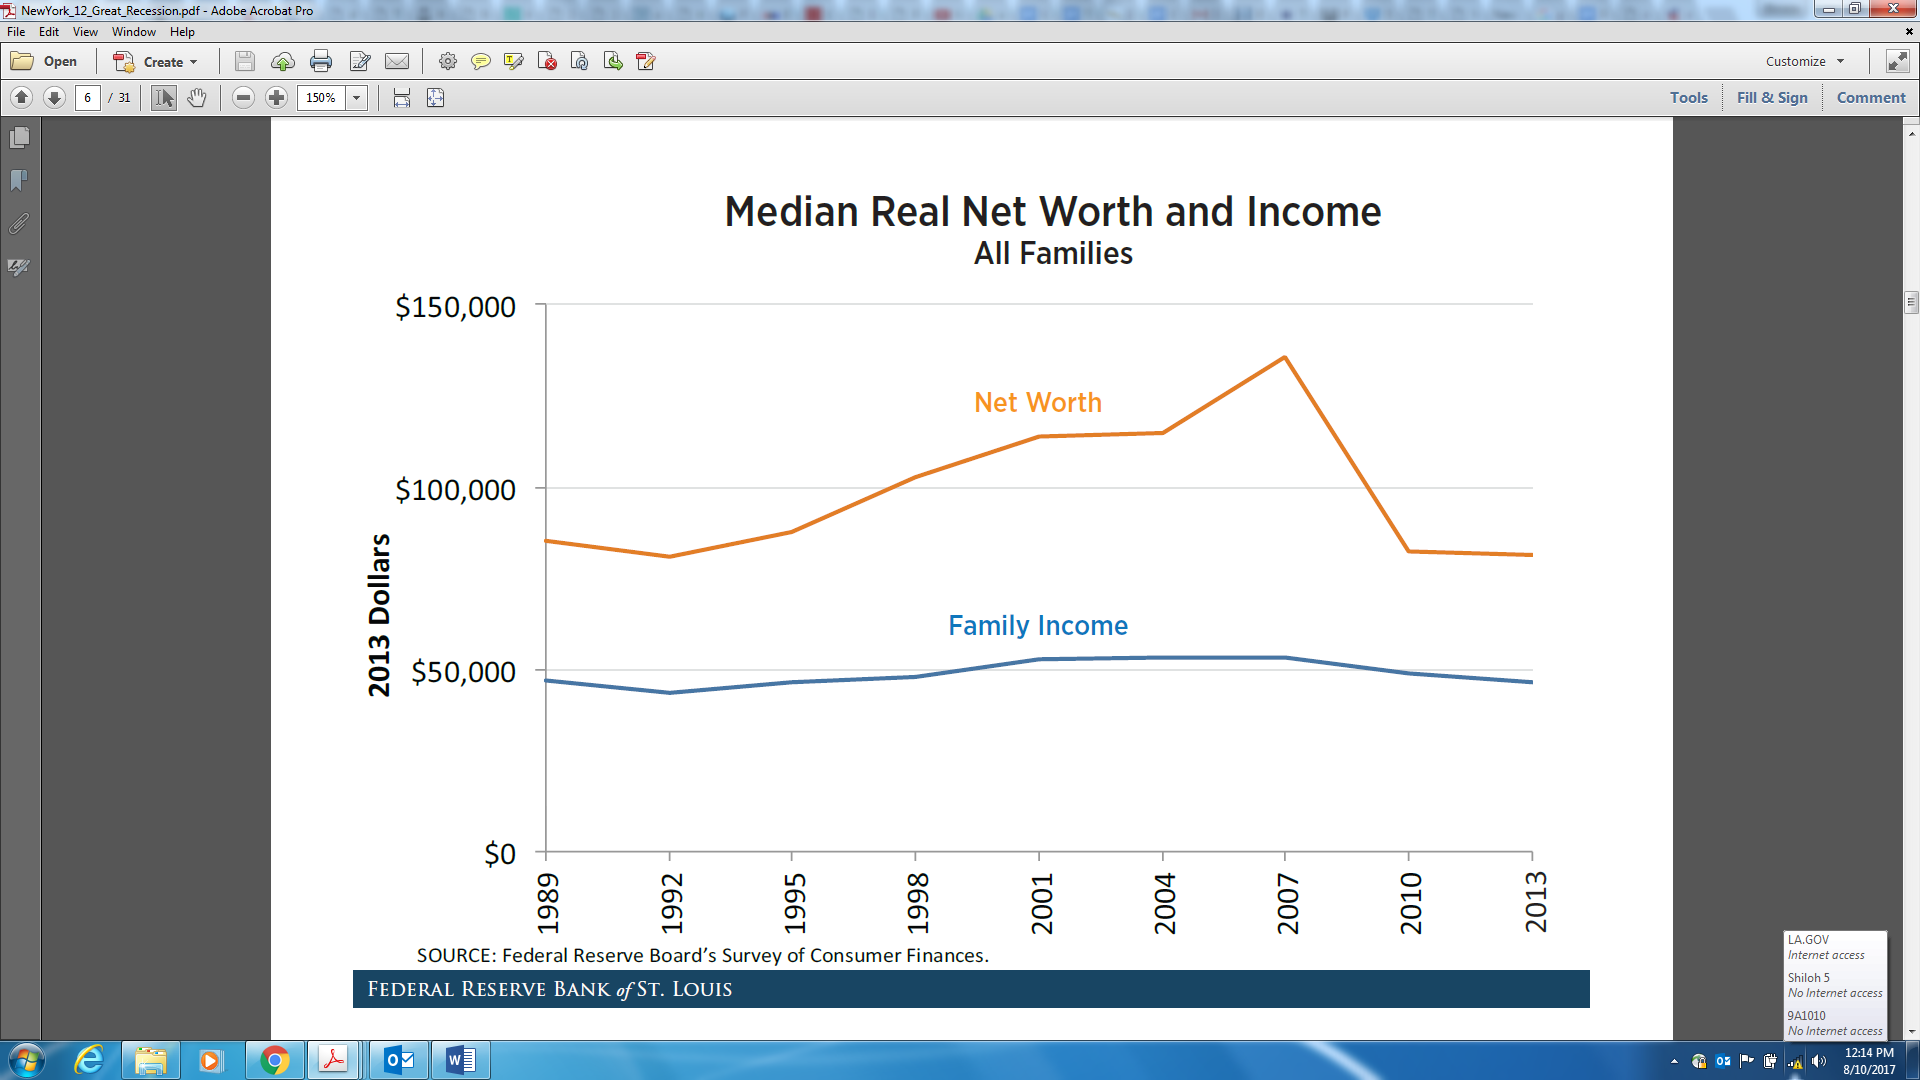 NewYork_12_Great_Recession.pdf - Adobe Acrobat Pro
File Edit View Window Help
Open Create Customize
6 / 31 150% Tools Fill & Sign Comment
Median Real Net Worth and Income
All Families
$150,000
Net Worth
$100,000
2013 Dollars
Family Income
$50,000
$0
1989 1992 1995 1998 2001 2004 2007 2010 2013
SOURCE: Federal Reserve Board's Survey of Consumer Finances.
FEDERAL RESERVE BANK of ST. LOUIS
LA.GOV
Internet access
Shiloh 5
No Internet access
9A1010
No Internet access
12:14 PM
8/10/2017